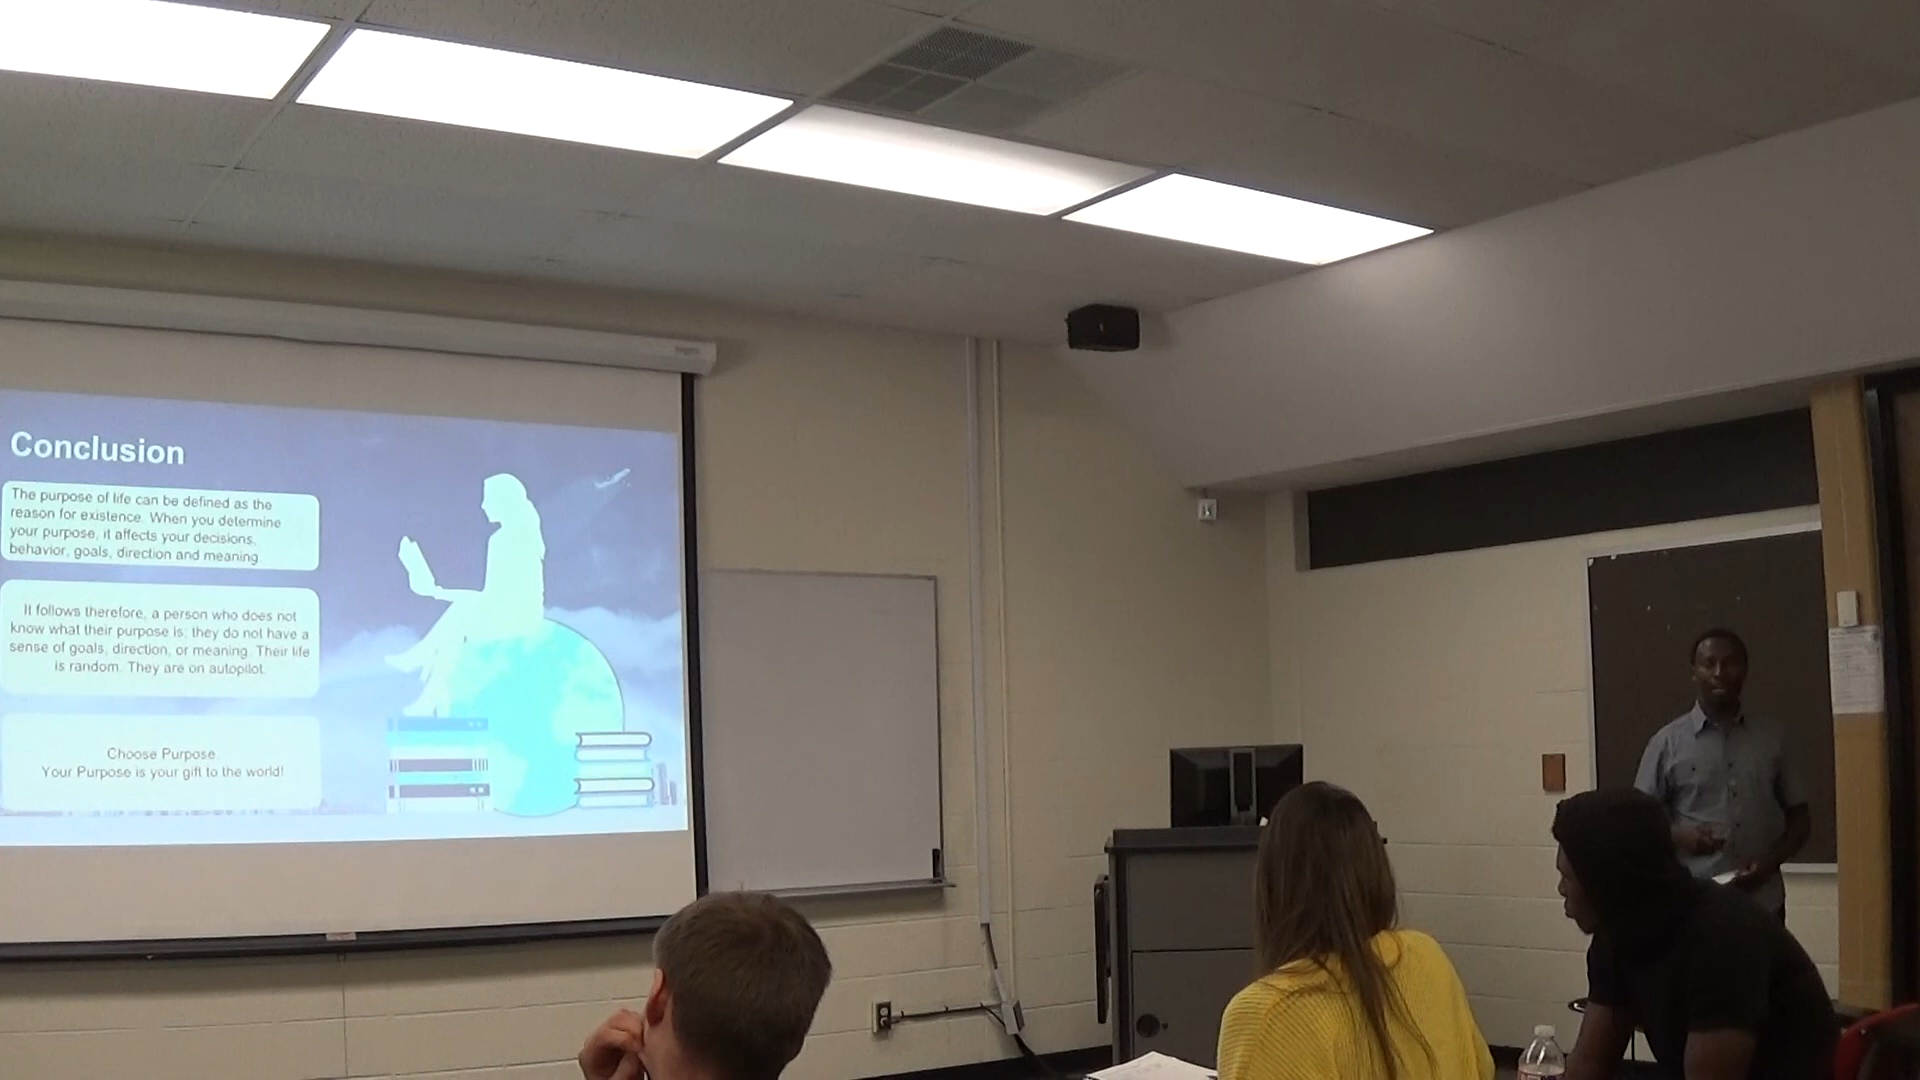 Conclusion
The purpose of life can be defined as the
reason for existence. When you determine
your purpose, it affects your decisions,
behavior, goals, direction and meaning
It follows therefore, a person who does not
know what their purpose is, they do not have a
sense of goals, direction, or meaning. Their life
is random. They are on autopilot.
Choose Purpose
Your Purpose is your gift to the world!